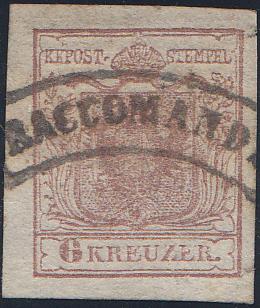 KKPOST-STEMPEL
RACCOMAND
6 KREUZER.